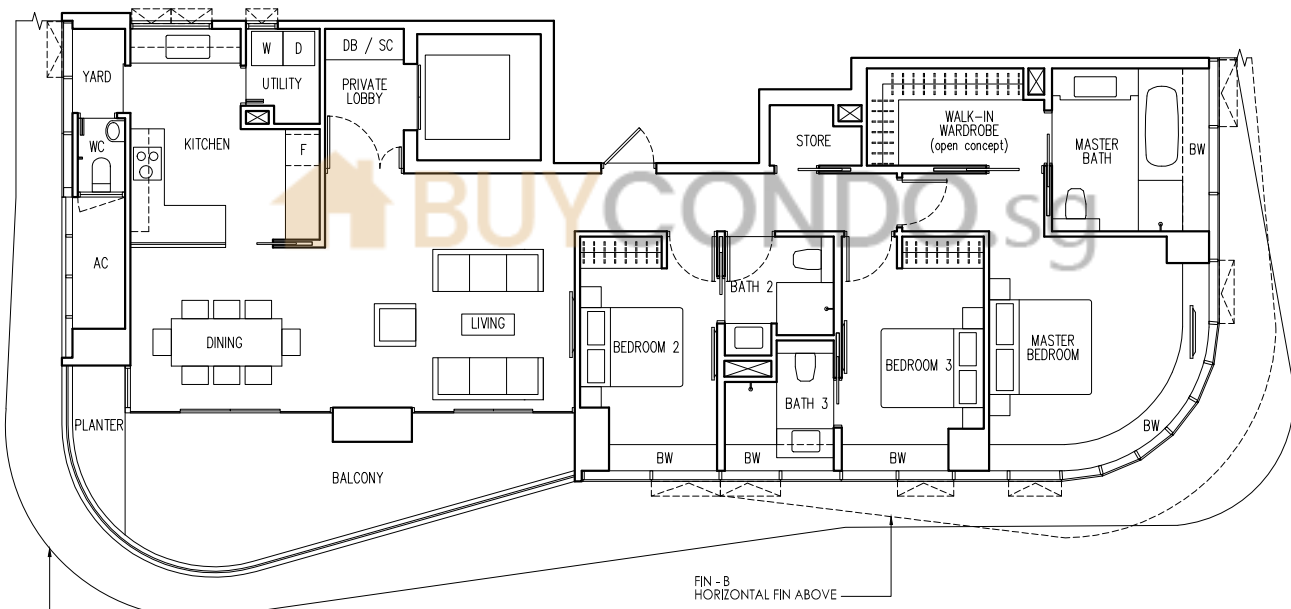 YARD
W D
UTILITY
DB / SC
PRIVATE
LOBBY
WC
KITCHEN
F
STORE
WALK-IN
WARDROBE
(open concept)
MASTER
BATH
BW
BUYCONDO.sg
AC
DINING
LIVING
BEDROOM 2
BATH 2
BEDROOM 3
MASTER
BEDROOM
BATH 3
PLANTER
BALCONY
BW
BW
BW
BW
FIN - B
HORIZONTAL FIN ABOVE